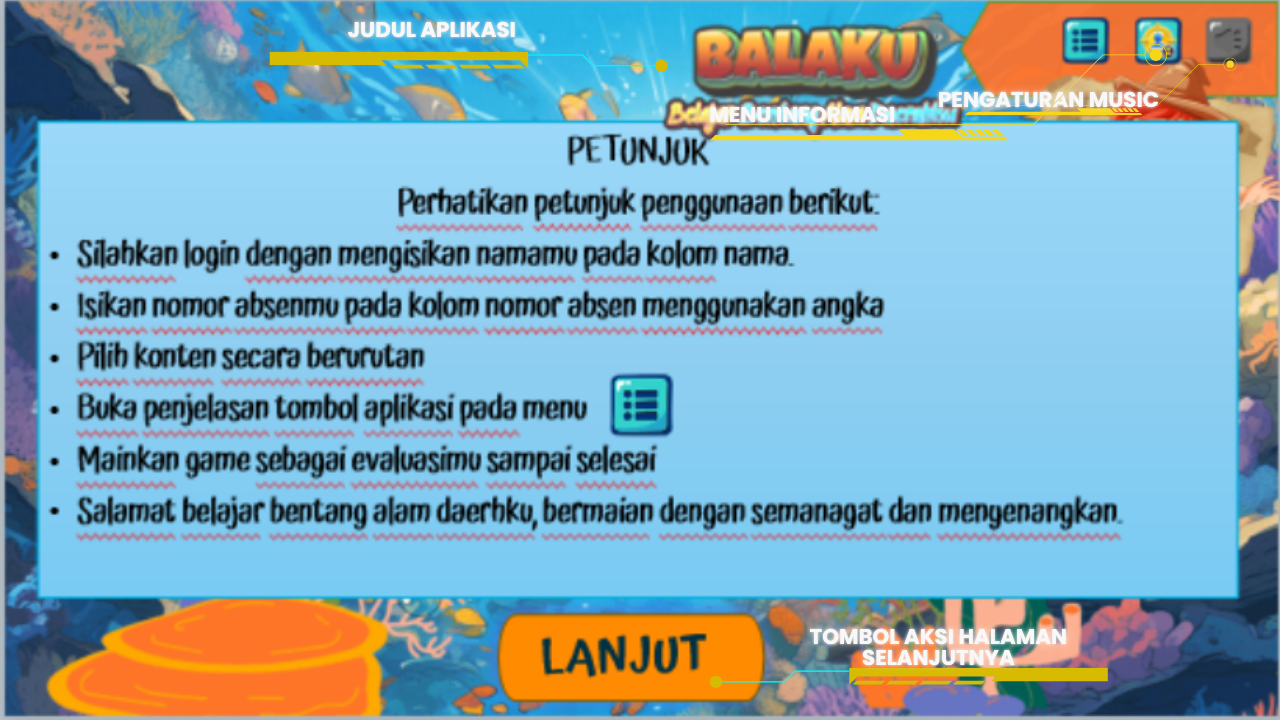 JUDUL APLIKASI
BALAKU
PENGATURAN MUSIC
MENU INFORMASI
PETUNJUK
Perhatikan petunjuk penggunaan berikut:
• Silahkan login dengan mengisikan namamu pada kolom nama.
• Isikan nomor absenmu pada kolom nomor absen menggunakan angka
• Pilih konten secara berurutan
• Buka penjelasan tombol aplikasi pada menu
• Mainkan game sebagai evaluasimu sampai selesai
• Salamat belajar bentang alam daerhku, bermaian dengan semanagat dan menyenangkan.
LANJUT
TOMBOL AKSI HALAMAN
SELANJUTNYA